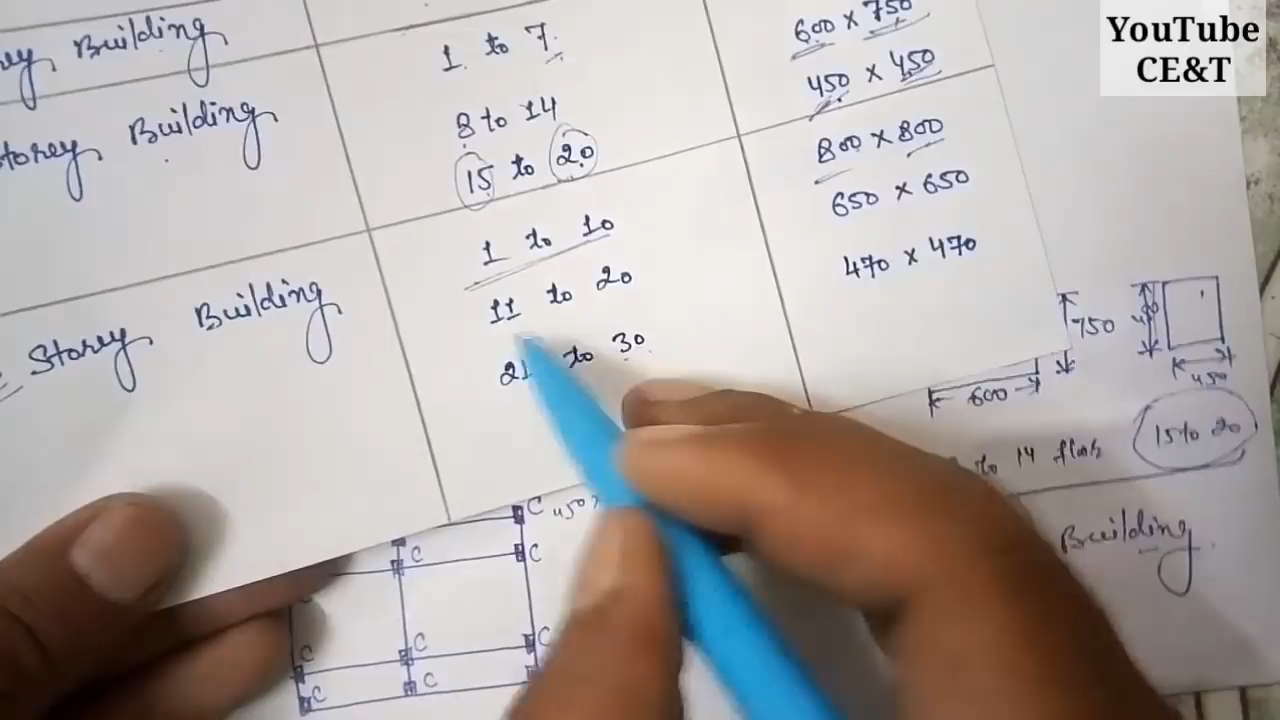 YouTube
CE&T
Building
1 to 7.
600 x 750
450 x 450
Storey Building
8 to 14
15 to 20
800 x 800
650 x 650
470 x 470
Storey Building
1 to 10
11 to 20
21 to 30
750
600
450
to 14
15 to 20
Building.
C
C
C
C
C
C
C
C